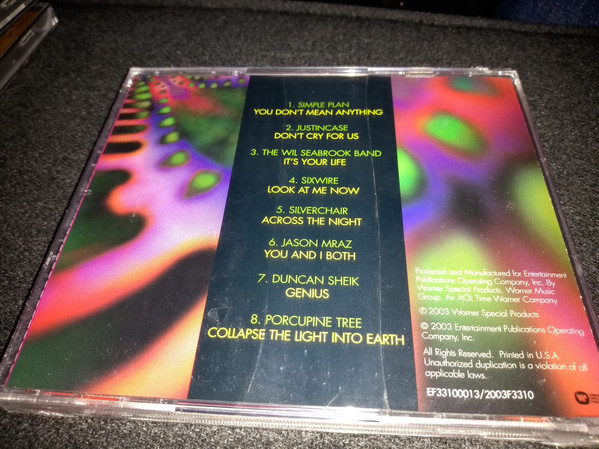 1. SIMPLE PLAN
YOU DON'T MEAN ANYTHING
2. JUSTINCASE
DON'T CRY FOR US
3. THE WIL SEABROOK BAND
IT'S YOUR LIFE
4. SIXWIRE
LOOK AT ME NOW
5. SILVERCHAIR
ACROSS THE NIGHT
6. JASON MRAZ
YOU AND I BOTH
7. DUNCAN SHEIK
GENIUS
8. PORCUPINE TREE
COLLAPSE THE LIGHT INTO EARTH
Produced and Manufactured for Entertainment
Publications Operating Company, Inc. By
Warner Special Products. Warner Music
Group. An AOL Time Warner Company
℗ 2003 Warner Special Products
© 2003 Entertainment Publications Operating
Company, Inc.
All Rights Reserved. Printed in U.S.A.
Unauthorized duplication is a violation of all
applicable laws.
EF33100013/2003F3310